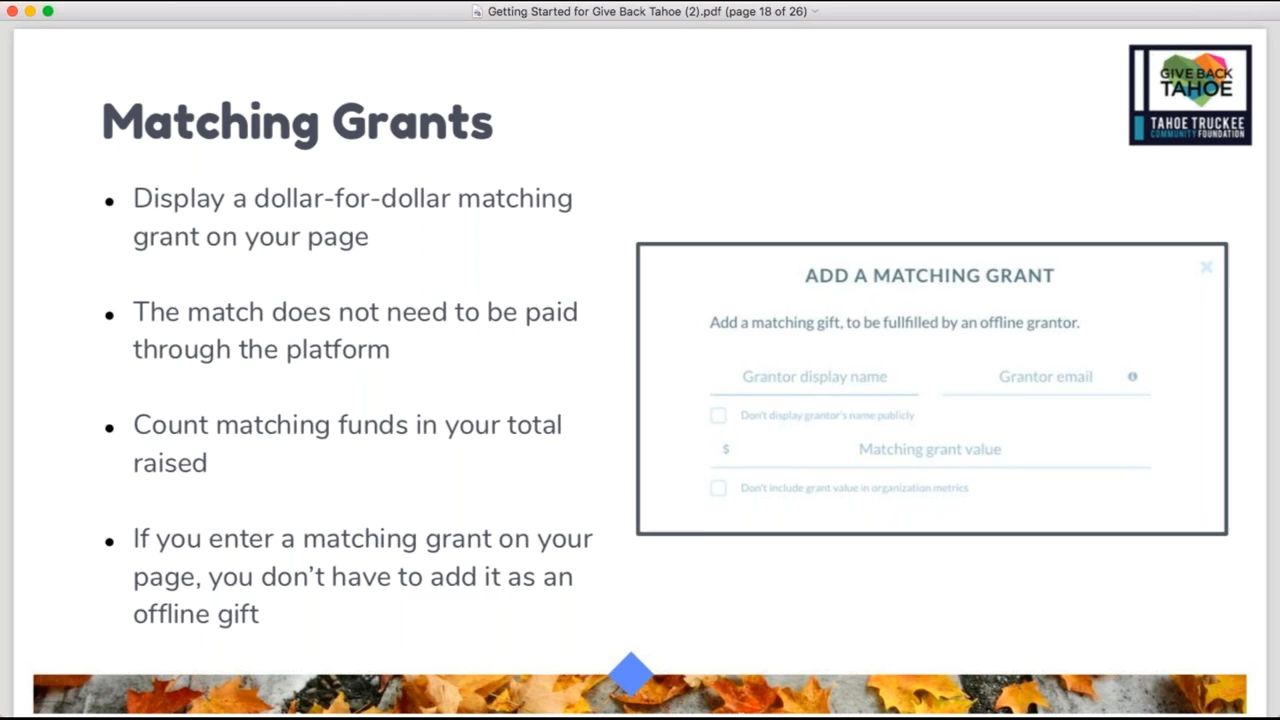 Getting Started for Give Back Tahoe (2).pdf (page 18 of 26)
GIVE BACK
TAHOE
TAHOE TRUCKEE
COMMUNITY FOUNDATION
Matching Grants
• Display a dollar-for-dollar matching
grant on your page
• The match does not need to be paid
through the platform
• Count matching funds in your total
raised
• If you enter a matching grant on your
page, you don't have to add it as an
offline gift
ADD A MATCHING GRANT
Add a matching gift, to be fullfilled by an offline grantor.
Grantor display name
Grantor email
Don't display grantor's name publicly
$ Matching grant value
Don't include grant value in organization metrics